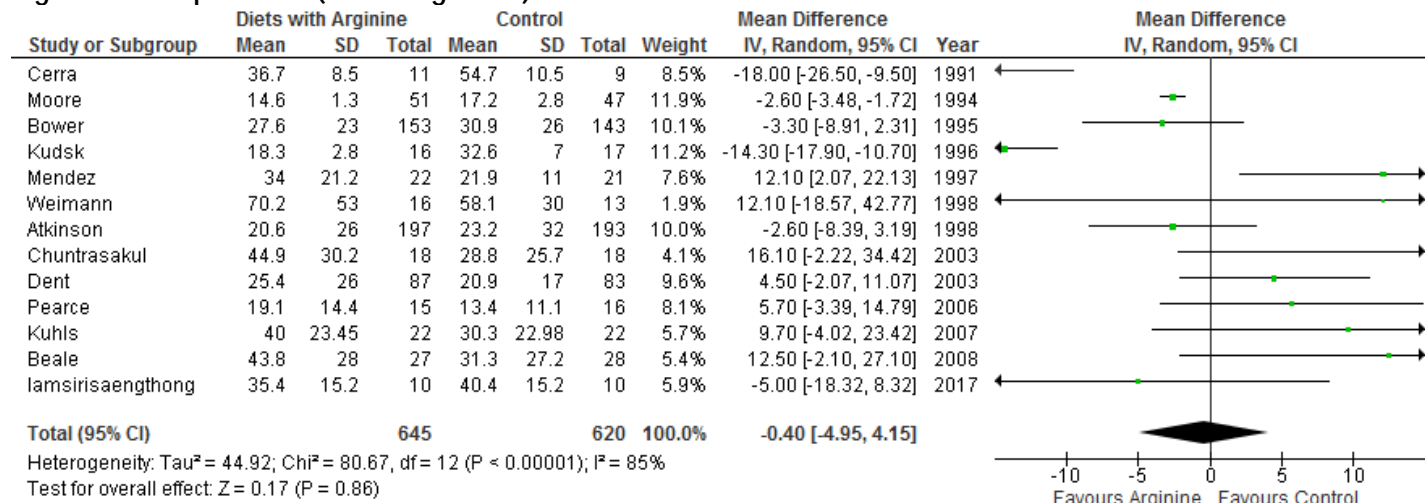 Diets with Arginine Control Mean Difference Mean Difference
Study or Subgroup Mean SD Total Mean SD Total Weight IV, Random, 95% CI Year IV, Random, 95% CI
Cerra 36.7 8.5 11 54.7 10.5 9 8.5% -18.00 [-26.50, -9.50] 1991
Moore 14.6 1.3 51 17.2 2.8 47 11.9% -2.60 [-3.48, -1.72] 1994
Bower 27.6 23 153 30.9 26 143 10.1% -3.30 [-8.91, 2.31] 1995
Kudsk 18.3 2.8 16 32.6 7 17 11.2% -14.30 [-17.90, -10.70] 1996
Mendez 34 21.2 22 21.9 11 21 7.6% 12.10 [2.07, 22.13] 1997
Weimann 70.2 53 16 58.1 30 13 1.9% 12.10 [-18.57, 42.77] 1998
Atkinson 20.6 26 197 23.2 32 193 10.0% -2.60 [-8.39, 3.19] 1998
Chuntrasakul 44.9 30.2 18 28.8 25.7 18 4.1% 16.10 [-2.22, 34.42] 2003
Dent 25.4 26 87 20.9 17 83 9.6% 4.50 [-2.07, 11.07] 2003
Pearce 19.1 14.4 15 13.4 11.1 16 8.1% 5.70 [-3.39, 14.79] 2006
Kuhls 40 23.45 22 30.3 22.98 22 5.7% 9.70 [-4.02, 23.42] 2007
Beale 43.8 28 27 31.3 27.2 28 5.4% 12.50 [-2.10, 27.10] 2008
Iamsirisaengthong 35.4 15.2 10 40.4 15.2 10 5.9% -5.00 [-18.32, 8.32] 2017
Total (95% CI) 645 620 100.0% -0.40 [-4.95, 4.15]
Heterogeneity: Tau² = 44.92; Chi² = 80.67, df = 12 (P < 0.00001); I² = 85%
Test for overall effect: Z = 0.17 (P = 0.86)
-10 -5 0 5 10
Favours Arginine Favours Control